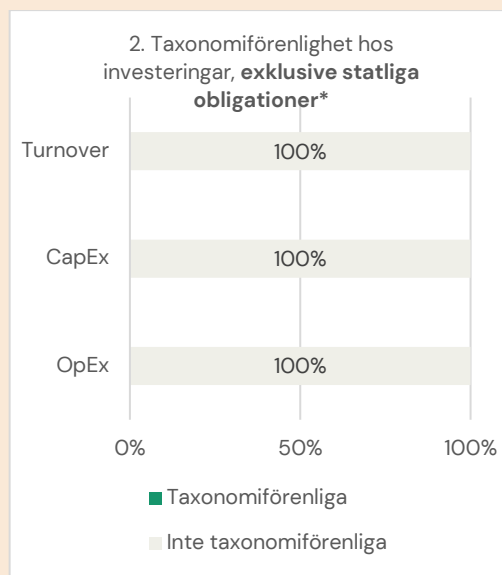 2. Taxonomiförenlighet hos
investeringar, exklusive statliga
obligationer*
Turnover
100%
CapEx
100%
OpEx
100%
0%
50%
100%
Taxonomiförenliga
Inte taxonomiförenliga